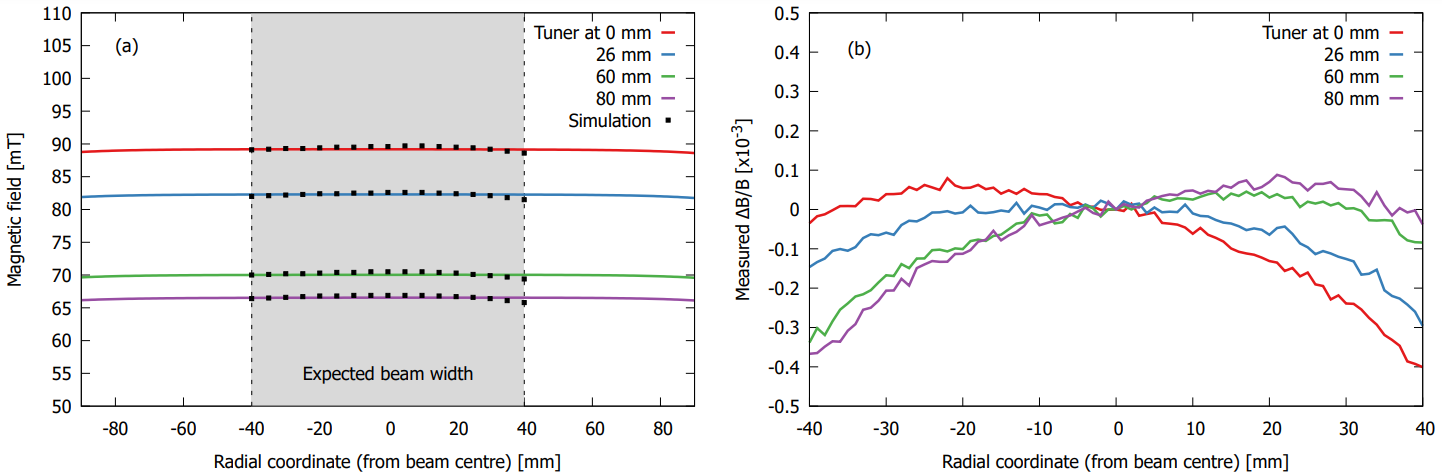 (a)
Tuner at 0 mm
26 mm
60 mm
80 mm
Simulation
Magnetic field [mT]
110
105
100
95
90
85
80
75
70
65
60
55
50
Expected beam width
-80 -60 -40 -20 0 20 40 60 80
Radial coordinate (from beam centre) [mm]
(b)
Tuner at 0 mm
26 mm
60 mm
80 mm
Measured ΔB/B [x10⁻³]
0.5
0.4
0.3
0.2
0.1
0
-0.1
-0.2
-0.3
-0.4
-0.5
-40 -30 -20 -10 0 10 20 30 40
Radial coordinate (from beam centre) [mm]